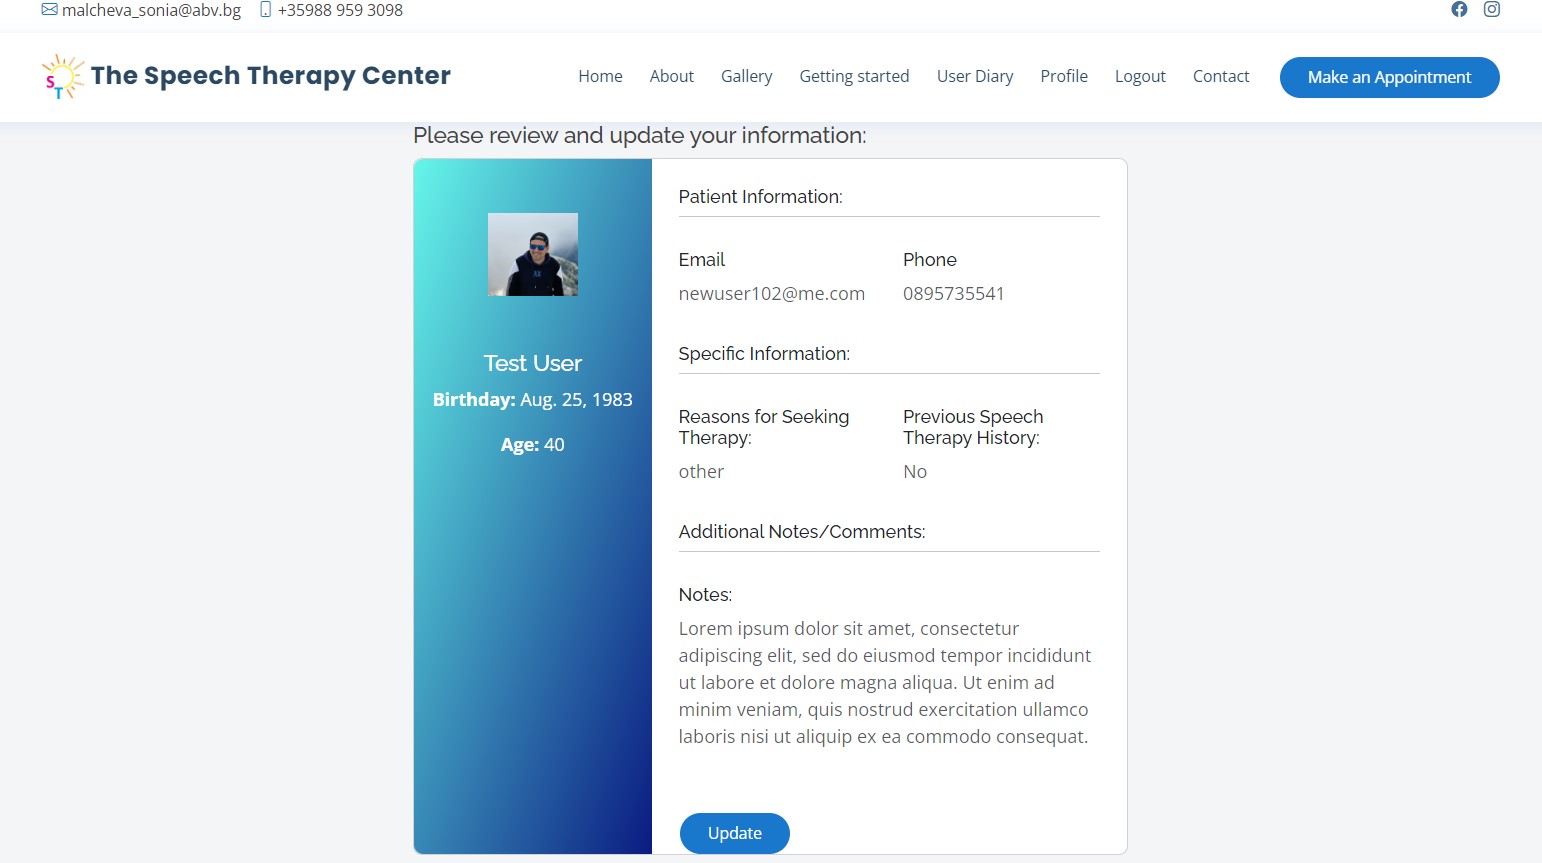 malcheva_sonia@abv.bg +35988 959 3098
ST The Speech Therapy Center
Home About Gallery Getting started User Diary Profile Logout Contact Make an Appointment
Please review and update your information:
Test User
Birthday: Aug. 25, 1983
Age: 40
Patient Information:
Email Phone
newuser102@me.com 0895735541
Specific Information:
Reasons for Seeking Therapy:
other
Previous Speech Therapy History:
No
Additional Notes/Comments:
Notes:
Lorem ipsum dolor sit amet, consectetur
adipiscing elit, sed do eiusmod tempor incididunt
ut labore et dolore magna aliqua. Ut enim ad
minim veniam, quis nostrud exercitation ullamco
laboris nisi ut aliquip ex ea commodo consequat.
Update